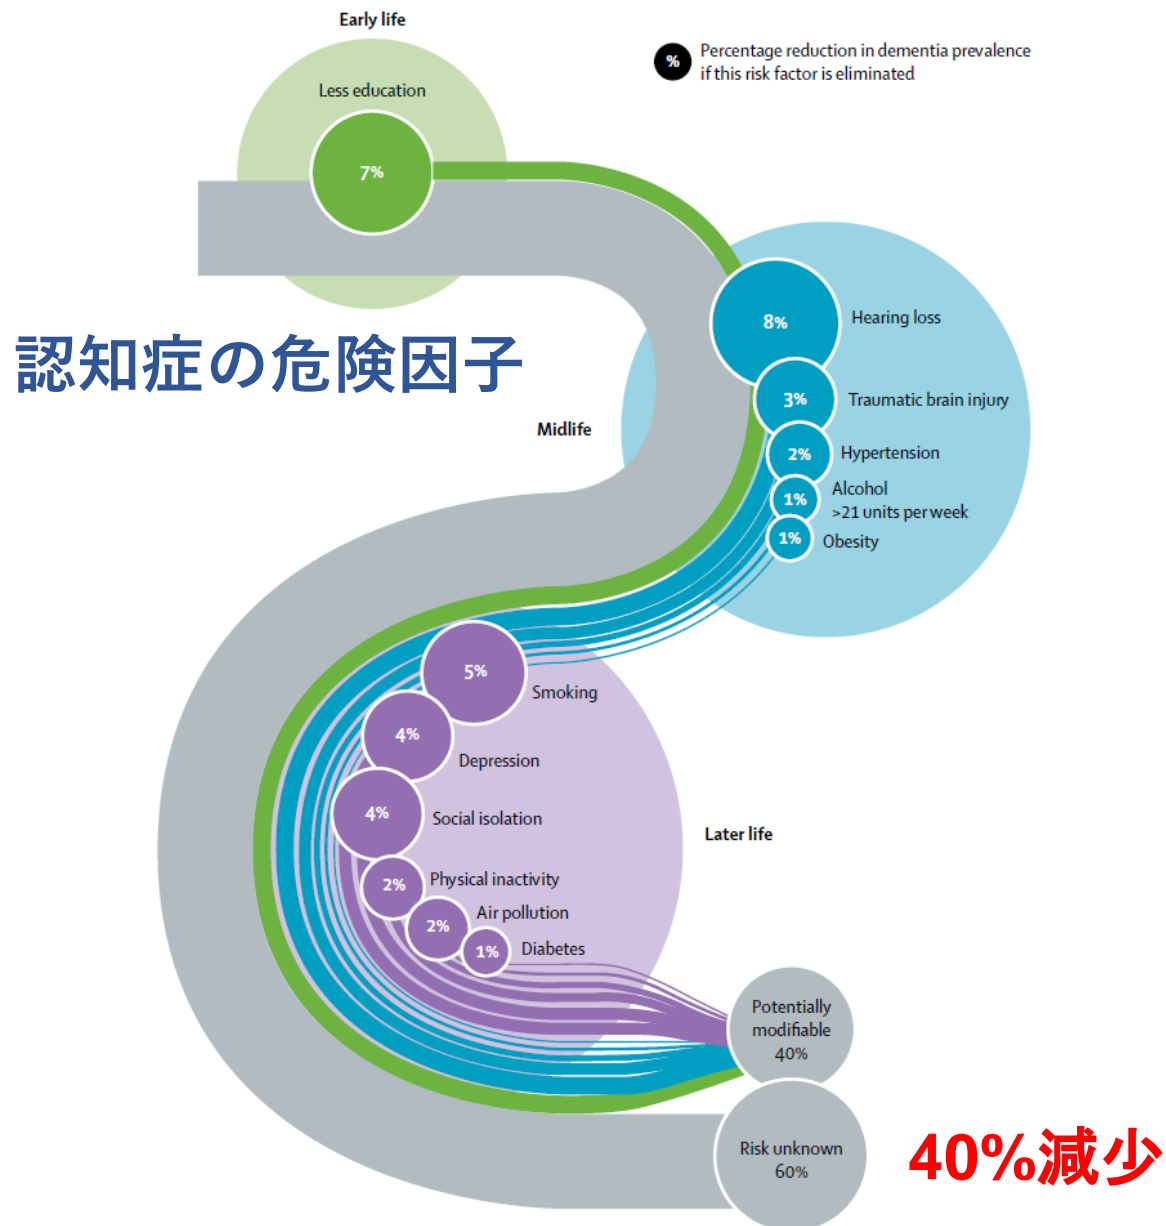 Early life
% Percentage reduction in dementia prevalence
if this risk factor is eliminated
Less education
7%
認知症の危険因子
8% Hearing loss
3% Traumatic brain injury
Midlife
2% Hypertension
1% Alcohol
>21 units per week
1% Obesity
5% Smoking
4% Depression
4% Social isolation
Later life
2% Physical inactivity
2% Air pollution
1% Diabetes
Potentially
modifiable
40%
Risk unknown
60%
40%減少